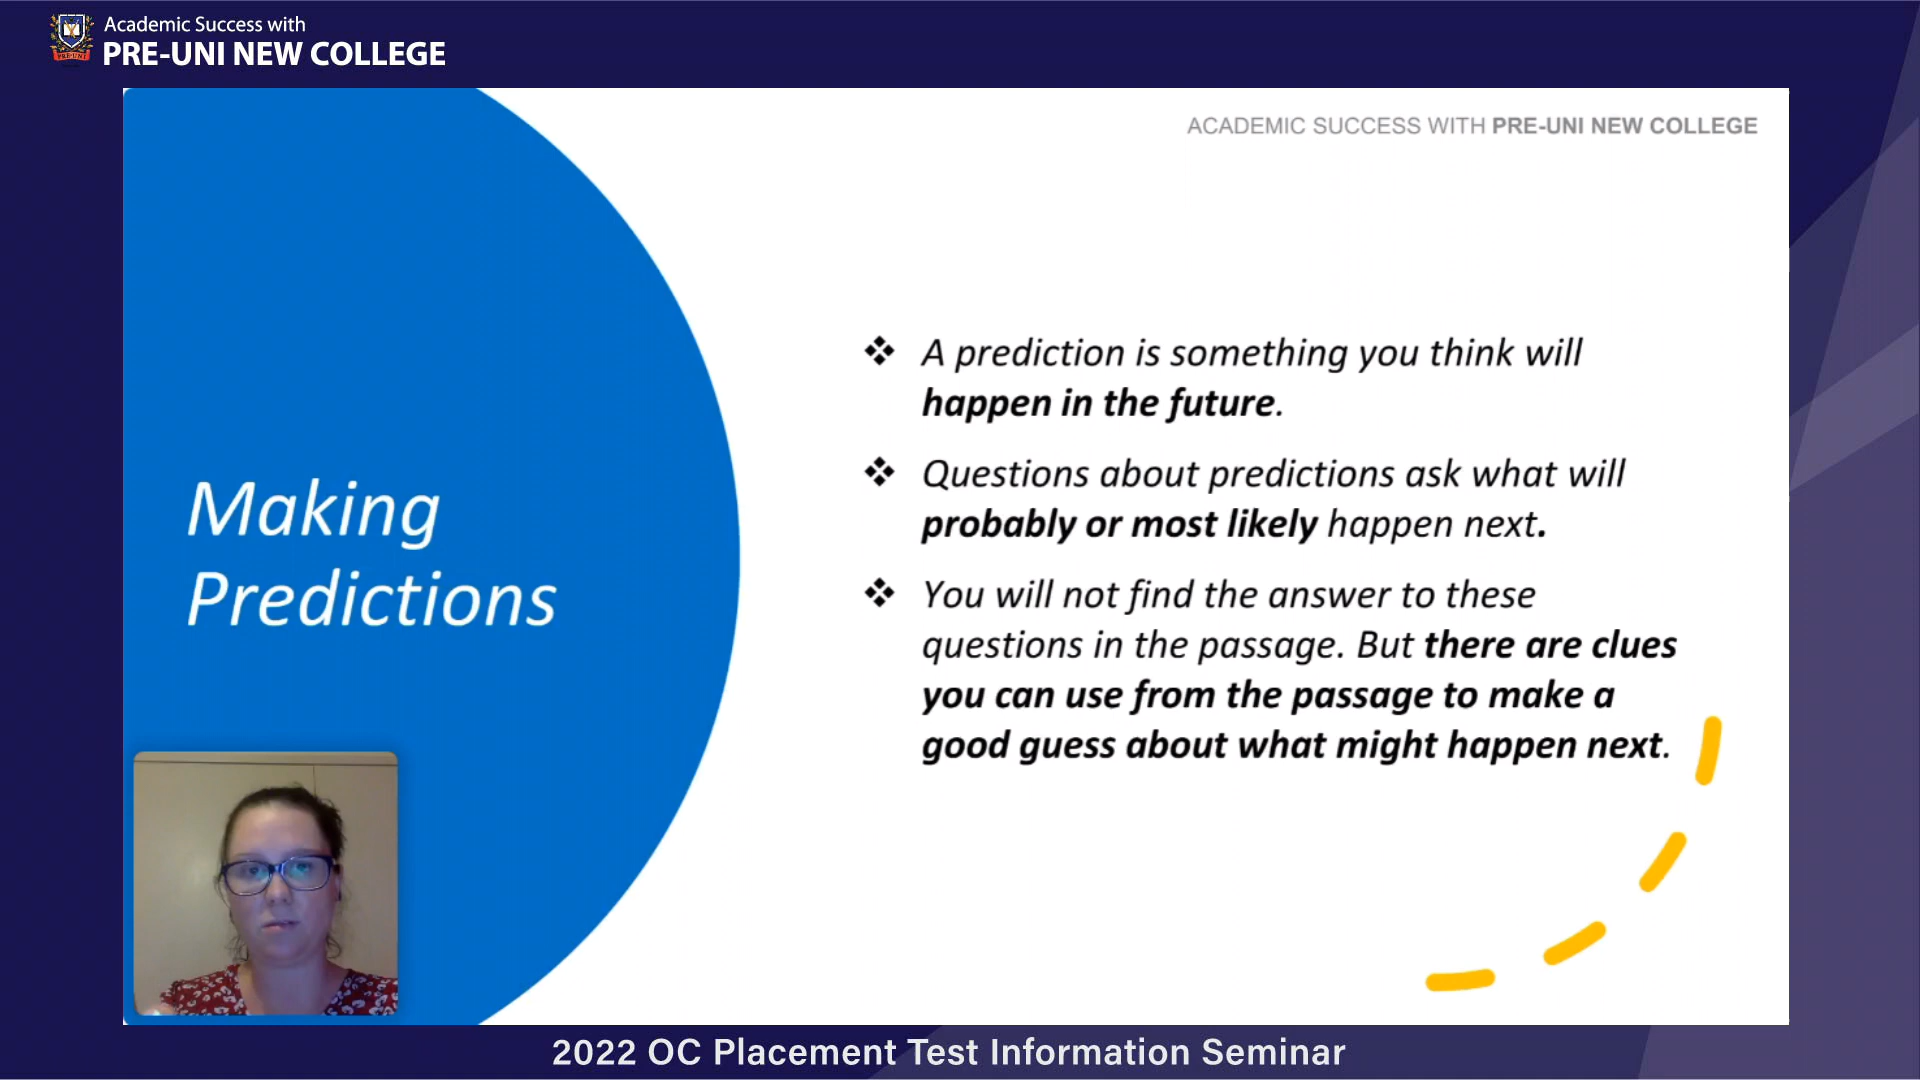 Academic Success with
PRE-UNI NEW COLLEGE
ACADEMIC SUCCESS WITH PRE-UNI NEW COLLEGE
Making
Predictions
❖ A prediction is something you think will
happen in the future.
❖ Questions about predictions ask what will
probably or most likely happen next.
❖ You will not find the answer to these
questions in the passage. But there are clues
you can use from the passage to make a
good guess about what might happen next.
2022 OC Placement Test Information Seminar